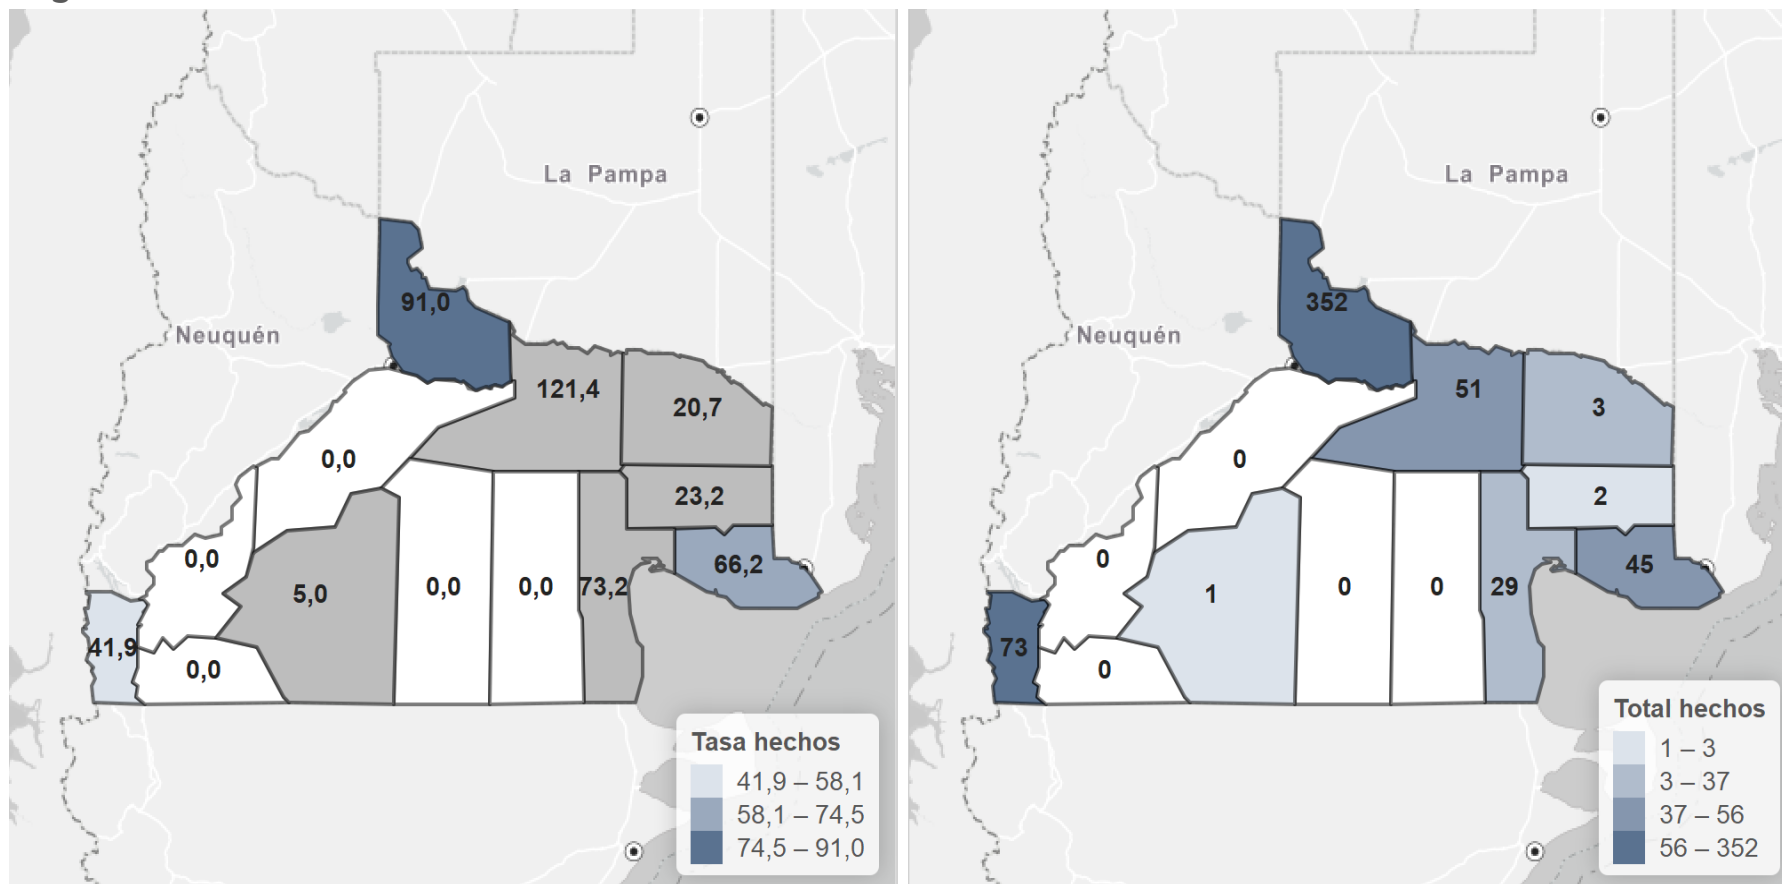 La Pampa
91,0
Neuquén
121,4
20,7
0,0
23,2
0,0
66,2
5,0
0,0
0,0
73,2
41,9
0,0
Tasa hechos
41,9 – 58,1
58,1 – 74,5
74,5 – 91,0
La Pampa
352
Neuquén
51
3
0
2
0
45
1
0
0
29
73
0
Total hechos
1 – 3
3 – 37
37 – 56
56 – 352